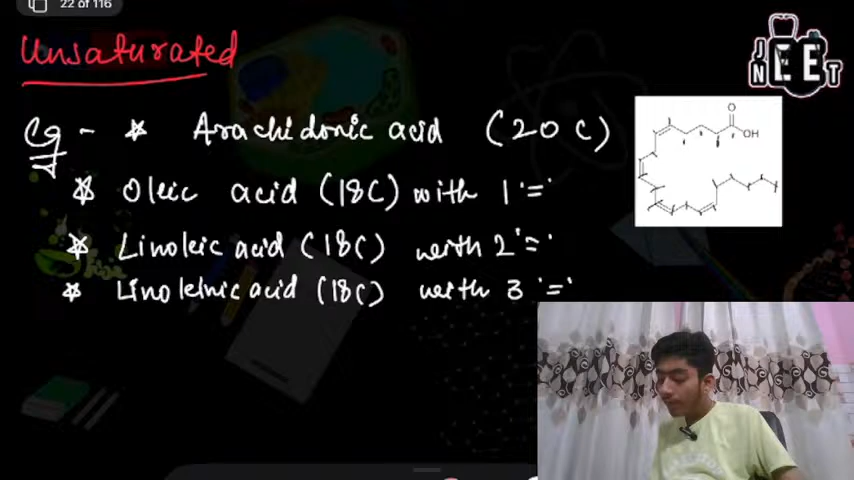 22 of 116
Unsaturated
J NEET
Eg - * Arachidonic acid (20 C)
O
OH
* Oleic acid (18C) with 1 '='
* Linoleic acid (18C) with 2 '='
* Linolelnic acid (18C) with 3 '='